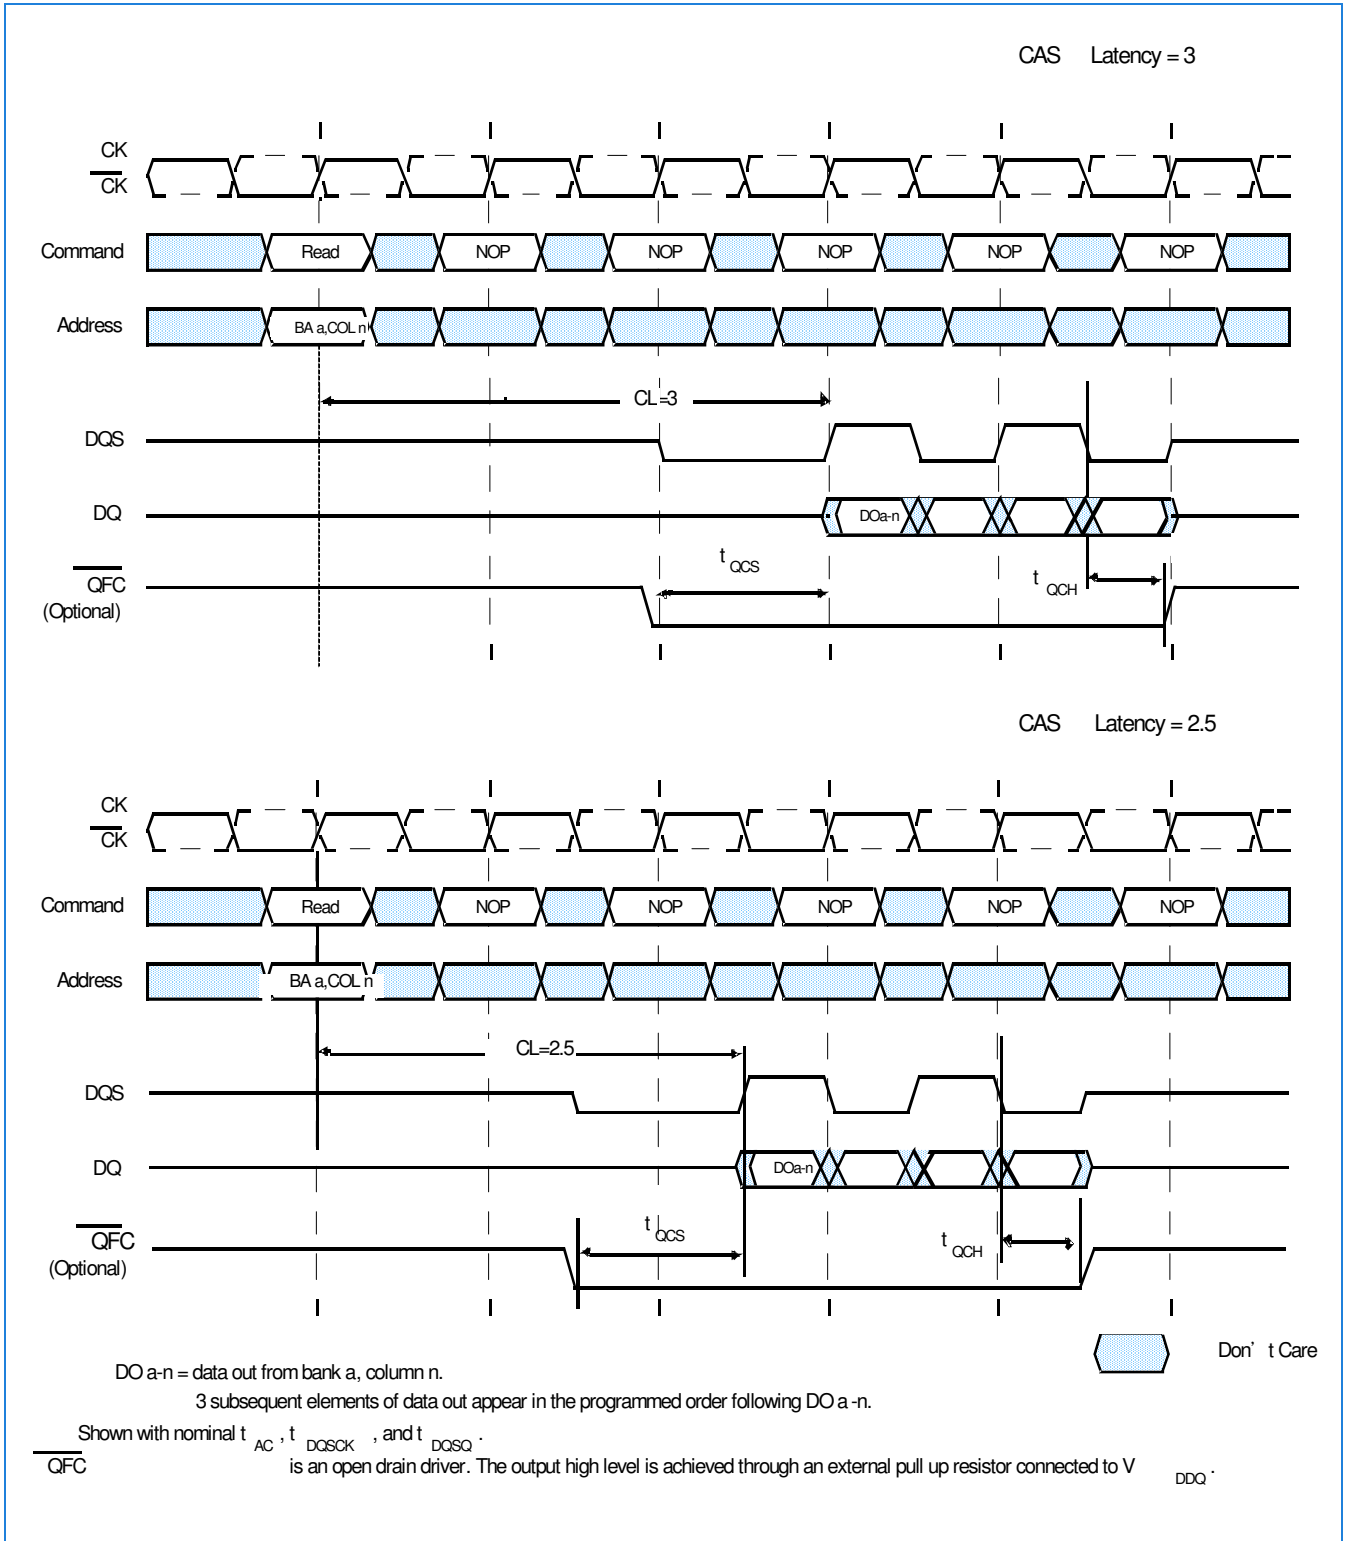 CAS Latency = 3
CK
CK
Command Read NOP NOP NOP NOP NOP
Address BA a,COL n
CL=3
DQS
DQ DOa-n
t QCS
t QCH
QFC
(Optional)
CAS Latency = 2.5
CK
CK
Command Read NOP NOP NOP NOP NOP
Address BA a,COL n
CL=2.5
DQS
DQ DOa-n
t QCS
t QCH
QFC
(Optional)
Don’t Care
DO a-n = data out from bank a, column n.
3 subsequent elements of data out appear in the programmed order following DO a -n.
Shown with nominal t AC , t DQSCK , and t DQSQ .
QFC is an open drain driver. The output high level is achieved through an external pull up resistor connected to V DDQ .